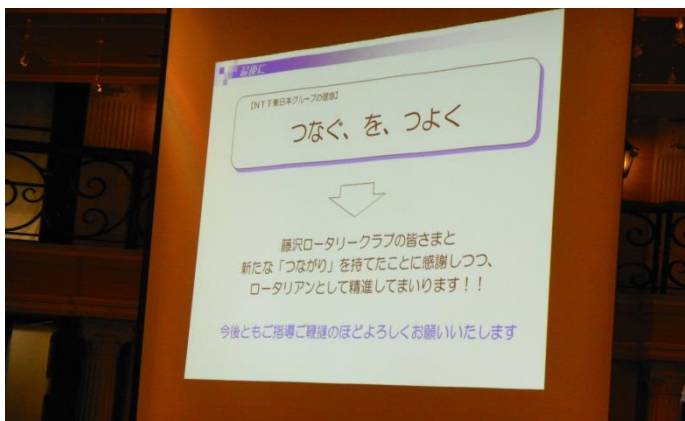 最後に
【NTT東日本グループの理念】
つなぐ、を、つよく
藤沢ロータリークラブの皆さまと
新たな「つながり」を持てたことに感謝しつつ、
ロータリアンとして精進してまいります！！
今後ともご指導ご鞭撻のほどよろしくお願いいたします